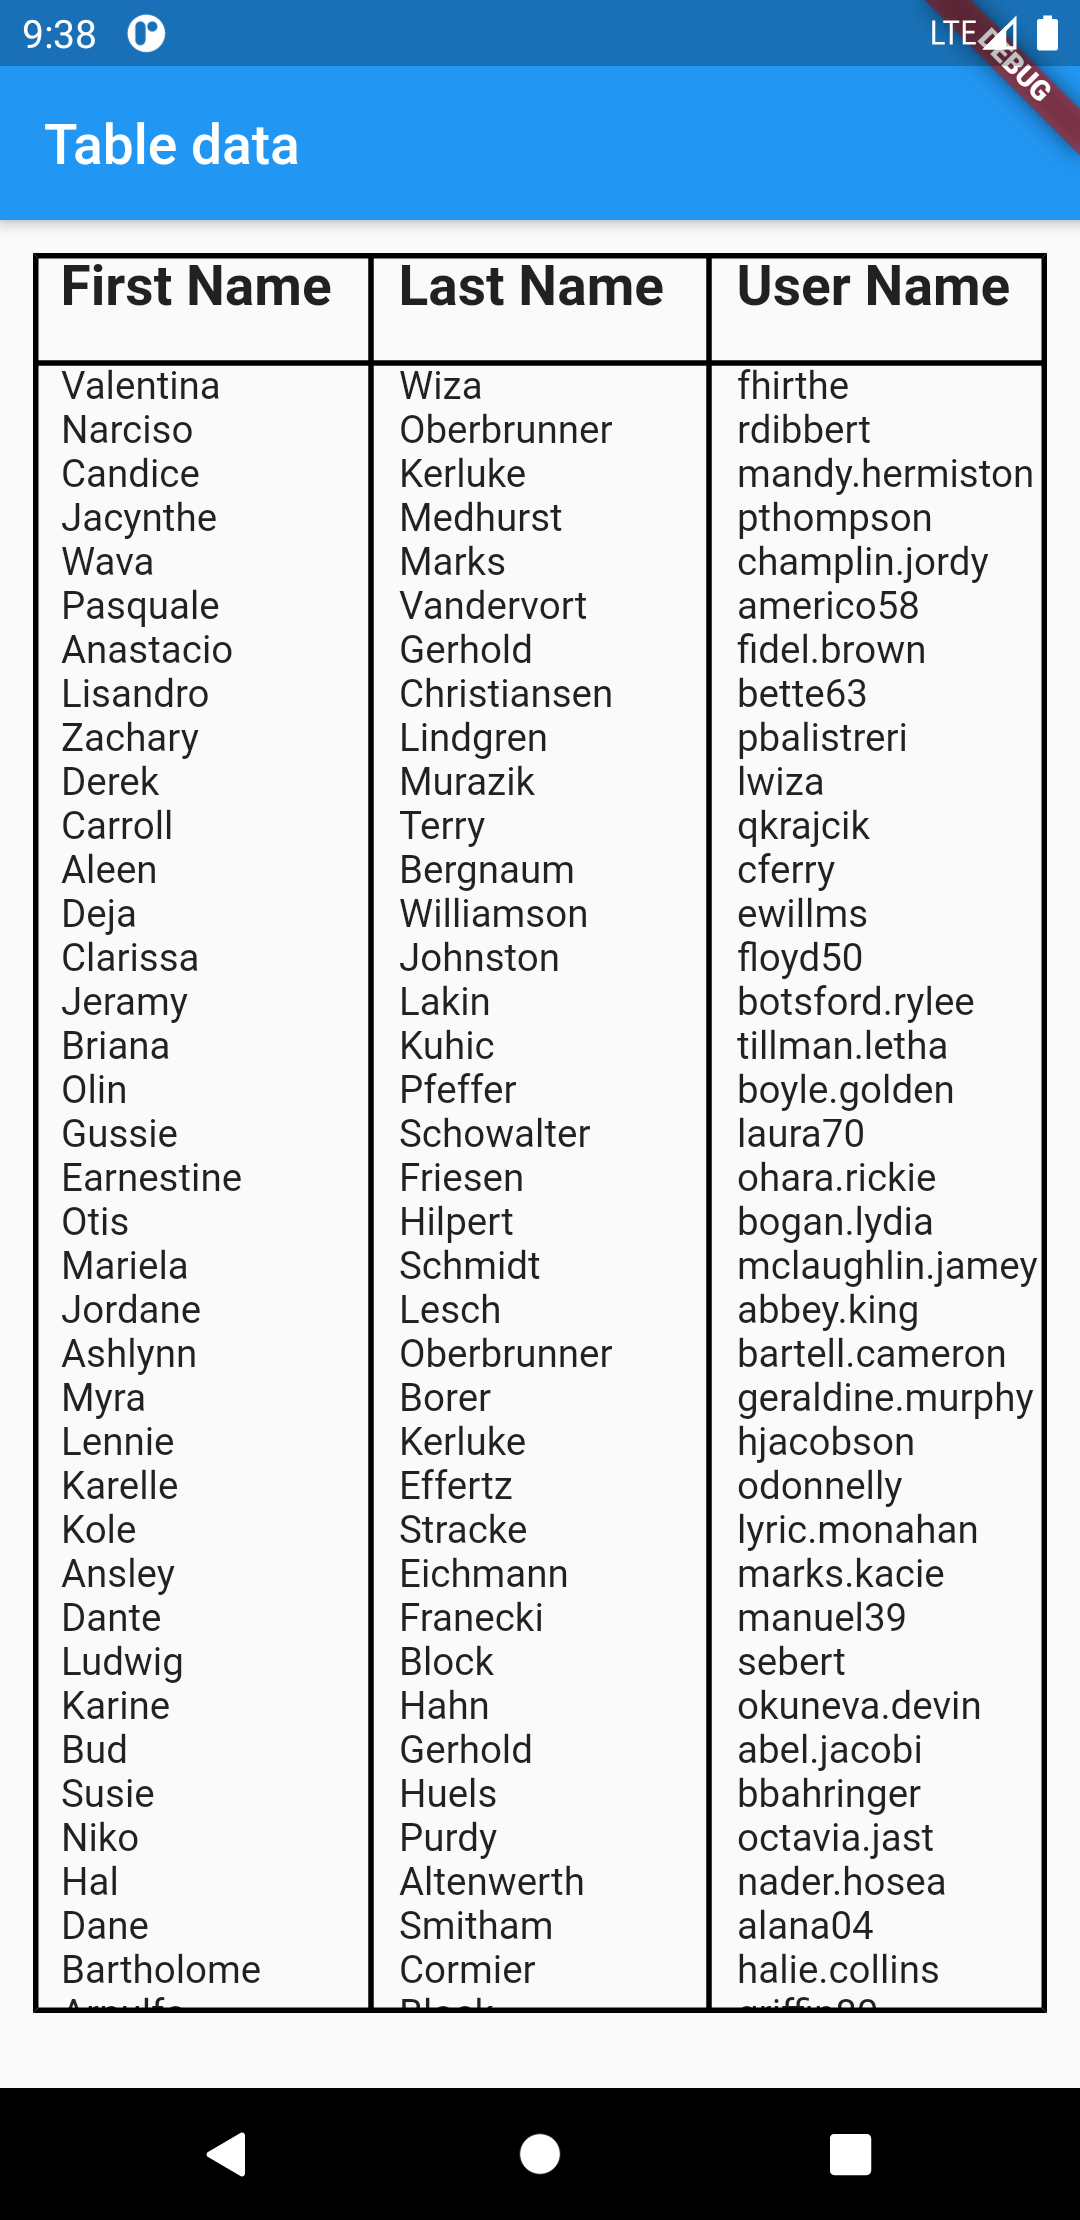 9:38 LTE
DEBUG
Table data
First Name Last Name User Name
Valentina Wiza fhirthe
Narciso Oberbrunner rdibbert
Candice Kerluke mandy.hermiston
Jacynthe Medhurst pthompson
Wava Marks champlin.jordy
Pasquale Vandervort americo58
Anastacio Gerhold fidel.brown
Lisandro Christiansen bette63
Zachary Lindgren pbalistreri
Derek Murazik lwiza
Carroll Terry qkrajcik
Aleen Bergnaum cferry
Deja Williamson ewillms
Clarissa Johnston floyd50
Jeramy Lakin botsford.rylee
Briana Kuhic tillman.letha
Olin Pfeffer boyle.golden
Gussie Schowalter laura70
Earnestine Friesen ohara.rickie
Otis Hilpert bogan.lydia
Mariela Schmidt mclaughlin.jamey
Jordane Lesch abbey.king
Ashlynn Oberbrunner bartell.cameron
Myra Borer geraldine.murphy
Lennie Kerluke hjacobson
Karelle Effertz odonnelly
Kole Stracke lyric.monahan
Ansley Eichmann marks.kacie
Dante Franecki manuel39
Ludwig Block sebert
Karine Hahn okuneva.devin
Bud Gerhold abel.jacobi
Susie Huels bbahringer
Niko Purdy octavia.jast
Hal Altenwerth nader.hosea
Dane Smitham alana04
Bartholome Cormier halie.collins